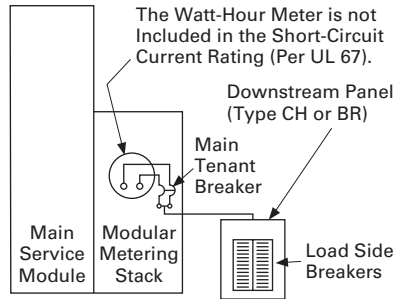 The Watt-Hour Meter is not
Included in the Short-Circuit
Current Rating (Per UL 67).
Downstream Panel
(Type CH or BR)
Main
Tenant
Breaker
Main
Service
Module
Modular
Metering
Stack
Load Side
Breakers